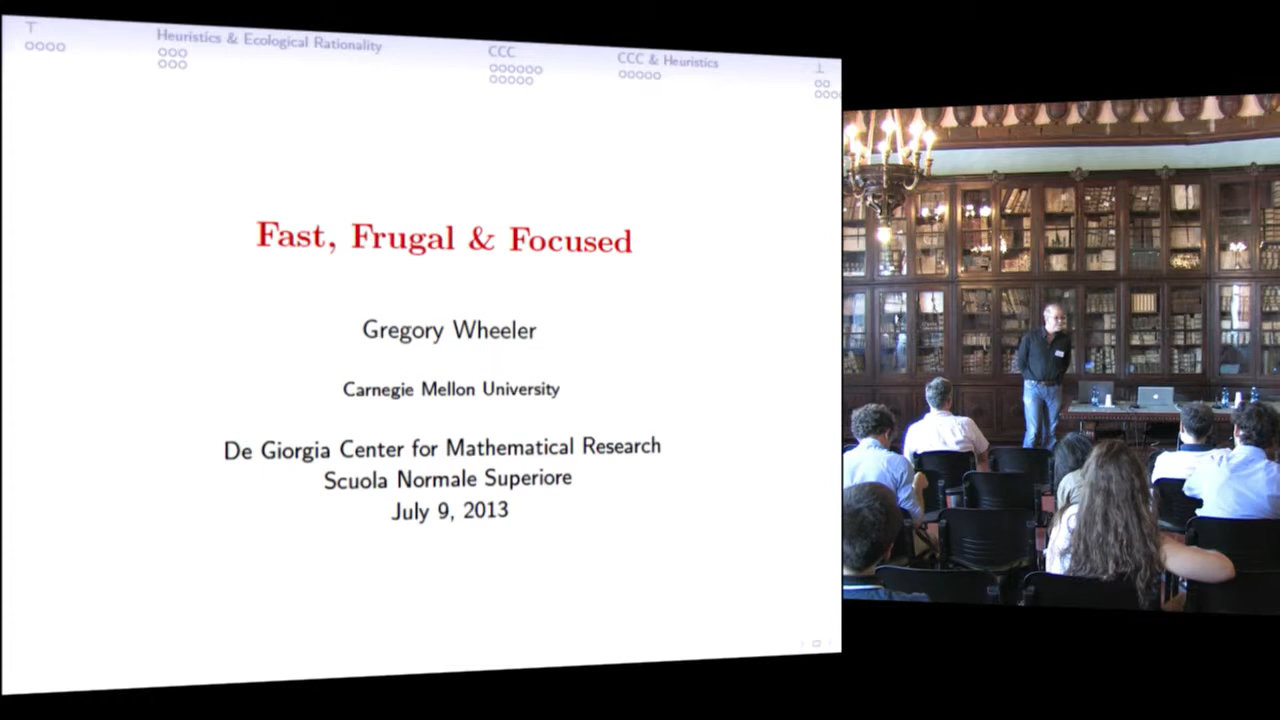 ⊤
Heuristics & Ecological Rationality
CCC
CCC & Heuristics
⊥
Fast, Frugal & Focused
Gregory Wheeler
Carnegie Mellon University
De Giorgia Center for Mathematical Research
Scuola Normale Superiore
July 9, 2013